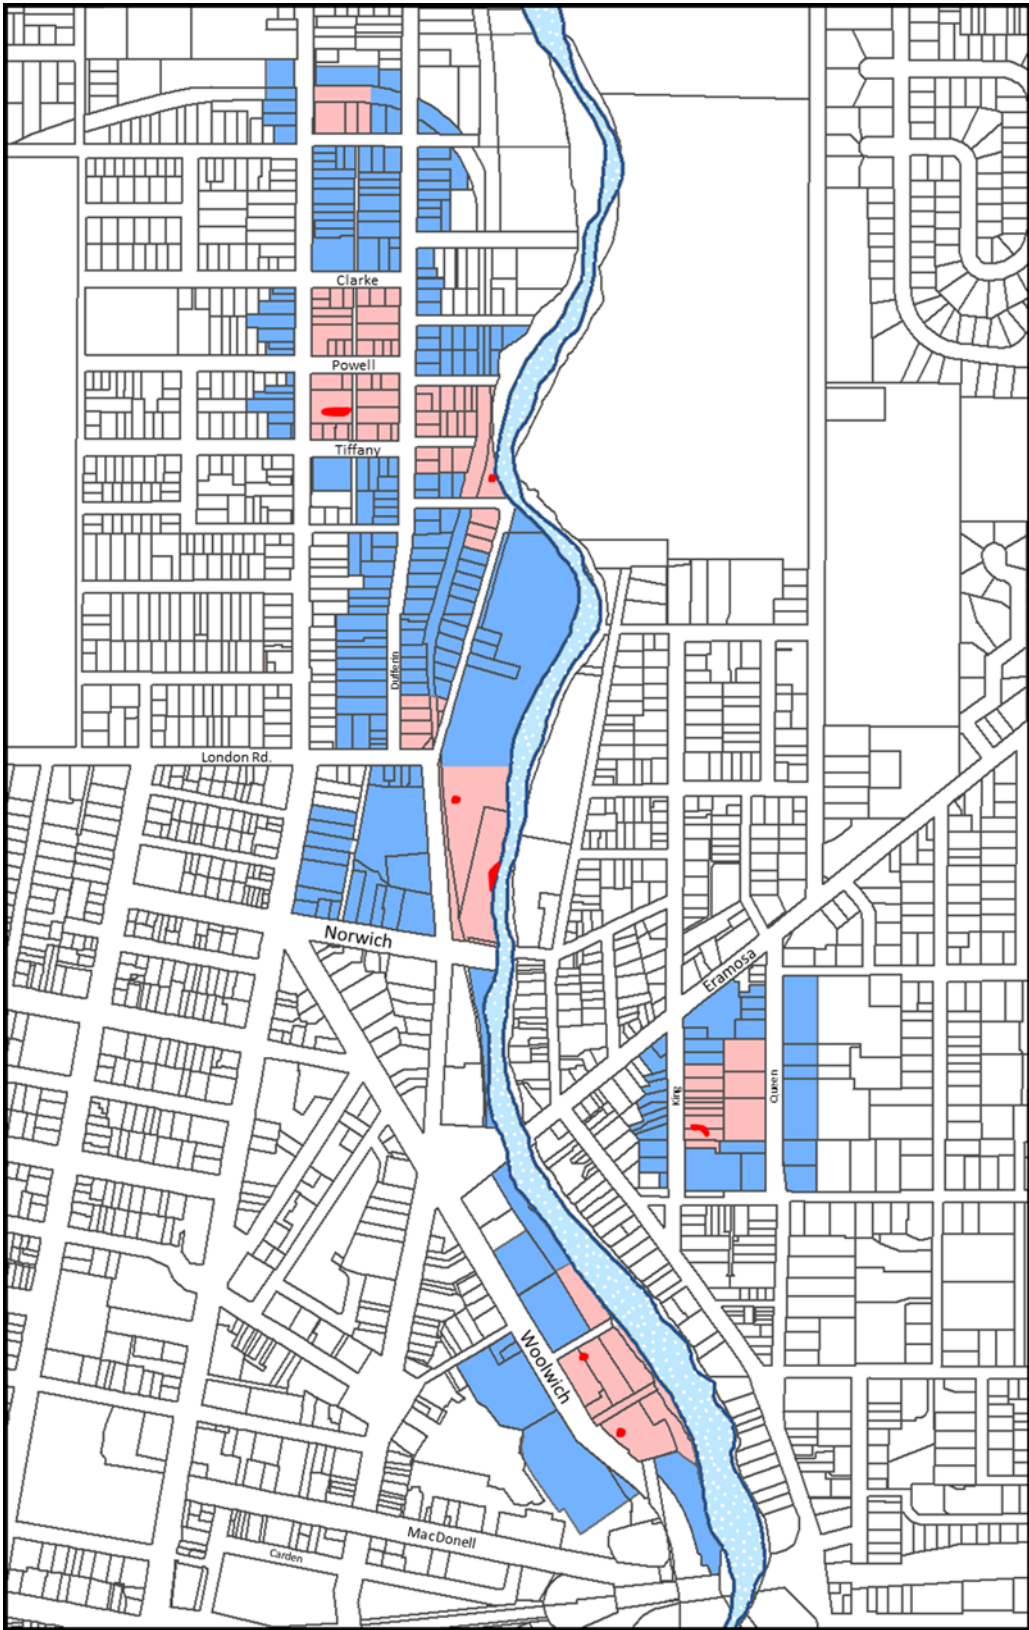 Clarke
Powell
Tiffany
Dufferin
London Rd.
Norwich
Eramosa
King
Queen
Woolwich
MacDonell
Carden